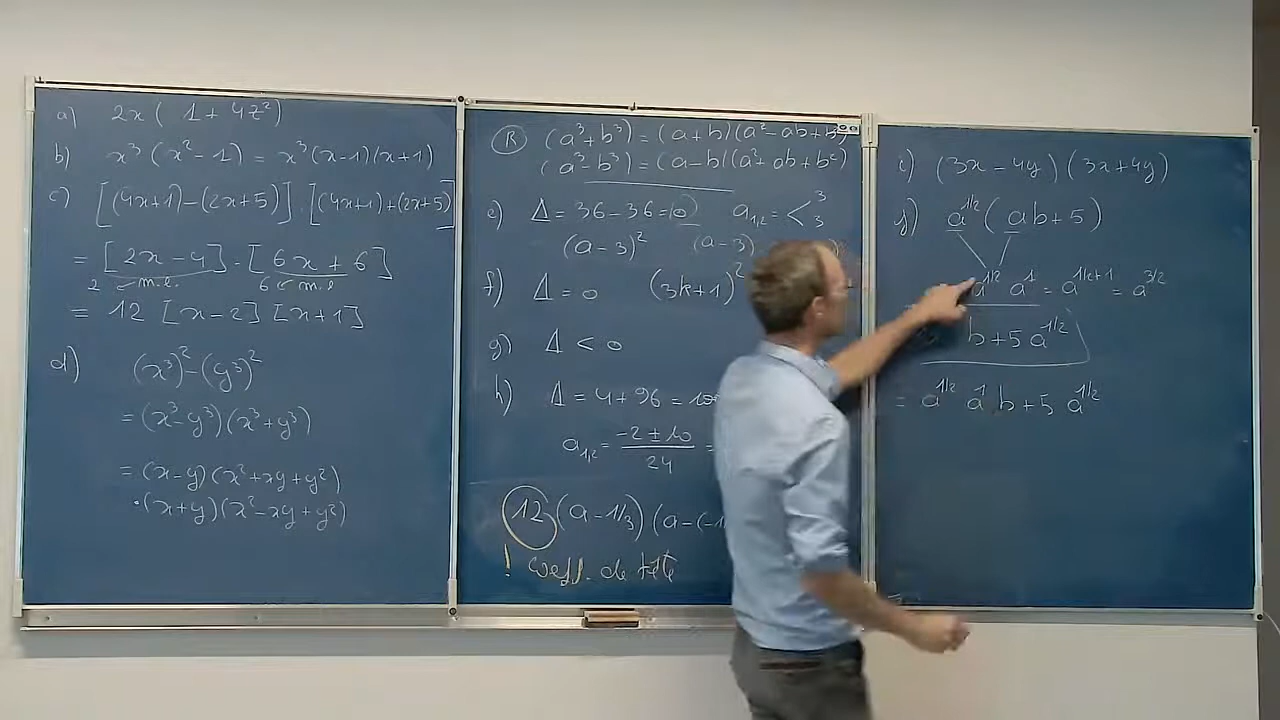 a) 2x ( 1 + 4z²)
b) x³ (x² - 1) = x³ (x-1)(x+1)
c) [(4x+1)-(2x+5)] . [(4x+1)+(2x+5)]
= [2x-4] . [6x+6]
2 m.e. 6 m.e.
= 12 [x-2] [x+1]
d) (x³)² - (y³)²
= (x³-y³)(x³+y³)
= (x-y)(x²+xy+y²)
·(x+y)(x²-xy+y²)
R (a³+b³) = (a+b)(a²-ab+b²)
(a³-b³) = (a-b)(a²+ab+b²)
e) Δ = 36-36 = 0 a₁,₂ = < 3 3
(a-3)² (a-3)
f) Δ = 0 (3k+1)²
g) Δ < 0
h) Δ = 4+96 = 100
a₁,₂ = -2 ± 10 / 24 =
12 (a-1/3) (a-(-1
! Coeff. de tête
i) (3x-4y)(3x+4y)
j) a^1/2 (ab+5)
a^1/2 a¹ = a^1/2+1 = a^3/2
b+5a^1/2
= a^1/2 a¹ b+5 a^1/2